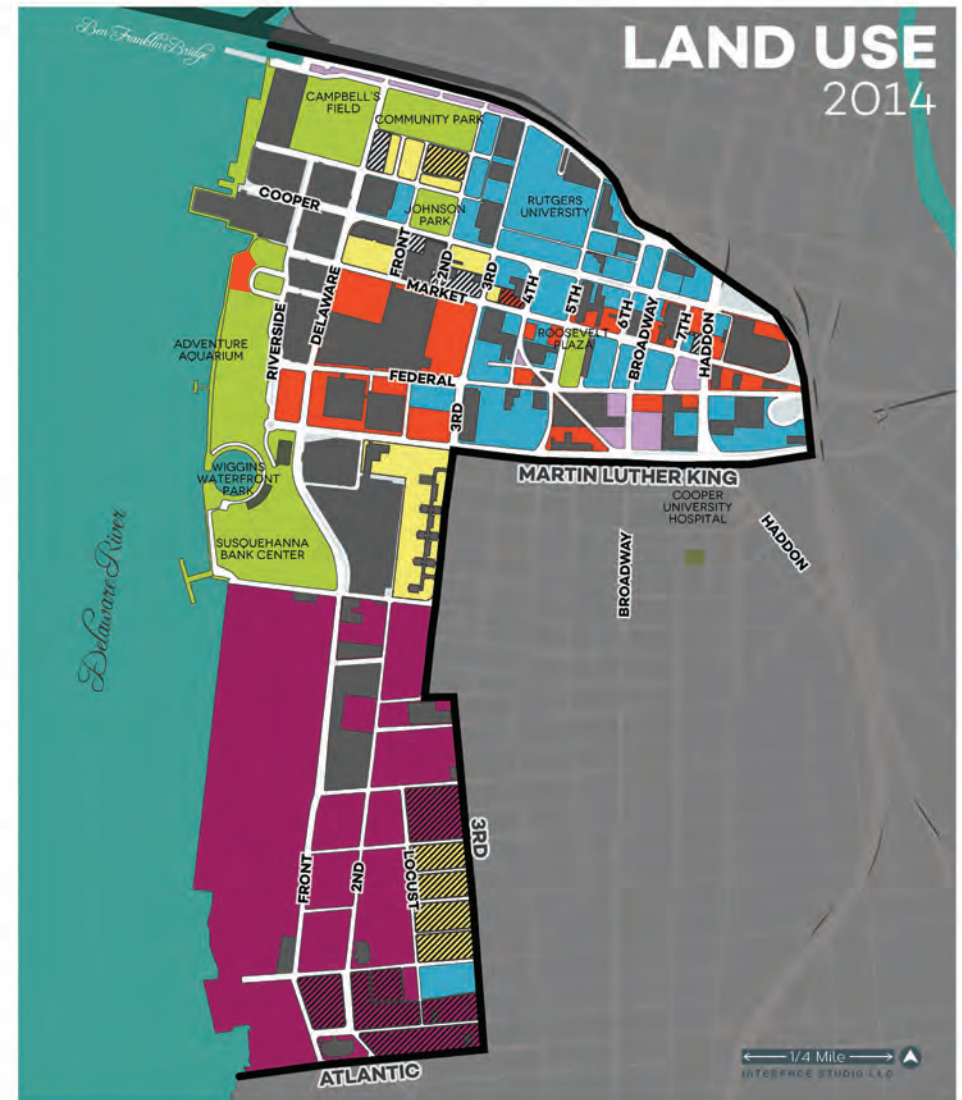 Ben Franklin Bridge
LAND USE
2014
CAMPBELL'S
FIELD
COMMUNITY PARK
COOPER
JOHNSON
PARK
RUTGERS
UNIVERSITY
FRONT
2ND
3RD
MARKET
4TH
5TH
6TH
BROADWAY
7TH
HADDON
DELAWARE
RIVERSIDE
ROOSEVELT
PLAZA
ADVENTURE
AQUARIUM
FEDERAL
3RD
WIGGINS
WATERFRONT
PARK
MARTIN LUTHER KING
COOPER
UNIVERSITY
HOSPITAL
HADDON
BROADWAY
SUSQUEHANNA
BANK CENTER
Delaware River
3RD
FRONT
2ND
LOCUST
ATLANTIC
1/4 Mile
INTERFACE STUDIO LLC